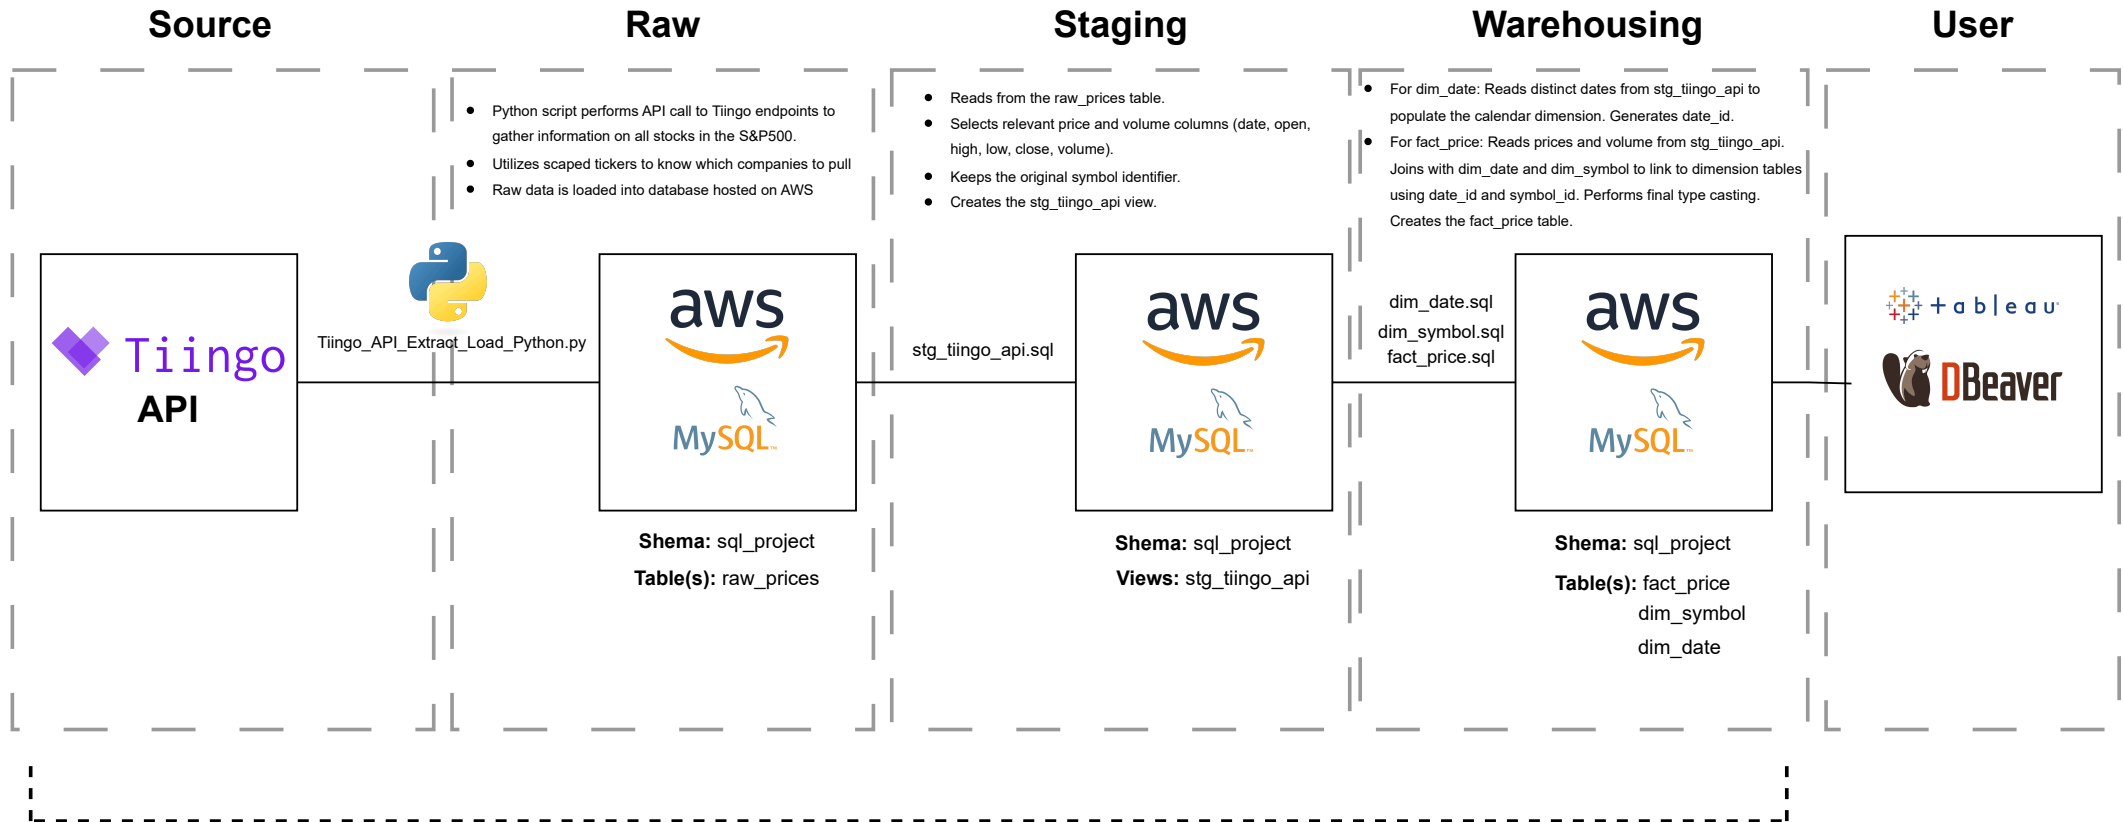 Source
Raw
Staging
Warehousing
User
● Python script performs API call to Tiingo endpoints to
gather information on all stocks in the S&P500.
● Utilizes scaped tickers to know which companies to pull
● Raw data is loaded into database hosted on AWS
● Reads from the raw_prices table.
● Selects relevant price and volume columns (date, open,
high, low, close, volume).
● Keeps the original symbol identifier.
● Creates the stg_tiingo_api view.
● For dim_date: Reads distinct dates from stg_tiingo_api to
populate the calendar dimension. Generates date_id.
● For fact_price: Reads prices and volume from stg_tiingo_api.
Joins with dim_date and dim_symbol to link to dimension tables
using date_id and symbol_id. Performs final type casting.
Creates the fact_price table.
Tiingo
API
Tiingo_API_Extract_Load_Python.py
aws
MySQL™
Shema: sql_project
Table(s): raw_prices
stg_tiingo_api.sql
aws
MySQL™
Shema: sql_project
Views: stg_tiingo_api
dim_date.sql
dim_symbol.sql
fact_price.sql
aws
MySQL™
Shema: sql_project
Table(s): fact_price
dim_symbol
dim_date
+ableau
DBeaver